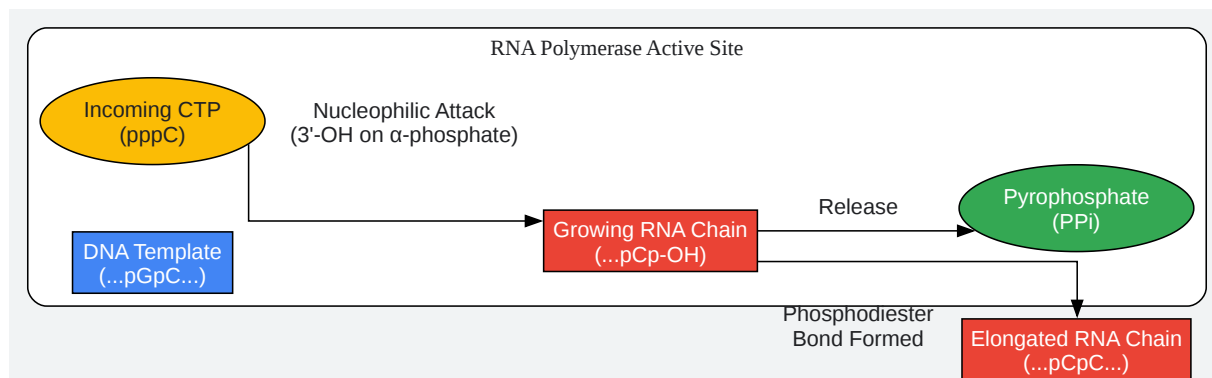 RNA Polymerase Active Site
Incoming CTP
(pppC)
Nucleophilic Attack
(3'-OH on α-phosphate)
DNA Template
(...pGpC...)
Growing RNA Chain
(...pCp-OH)
Release
Pyrophosphate
(PPi)
Phosphodiester
Bond Formed
Elongated RNA Chain
(...pCpC...)